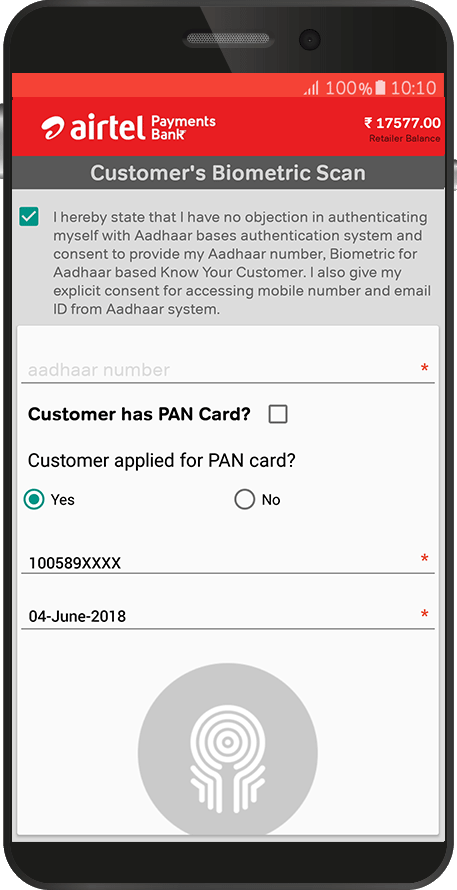 100% 10:10
airtel Payments Bank
₹ 17577.00
Retailer Balance
Customer's Biometric Scan
I hereby state that I have no objection in authenticating
myself with Aadhaar bases authentication system and
consent to provide my Aadhaar number, Biometric for
Aadhaar based Know Your Customer. I also give my
explicit consent for accessing mobile number and email
ID from Aadhaar system.
aadhaar number *
Customer has PAN Card?
Customer applied for PAN card?
Yes No
100589XXXX *
04-June-2018 *